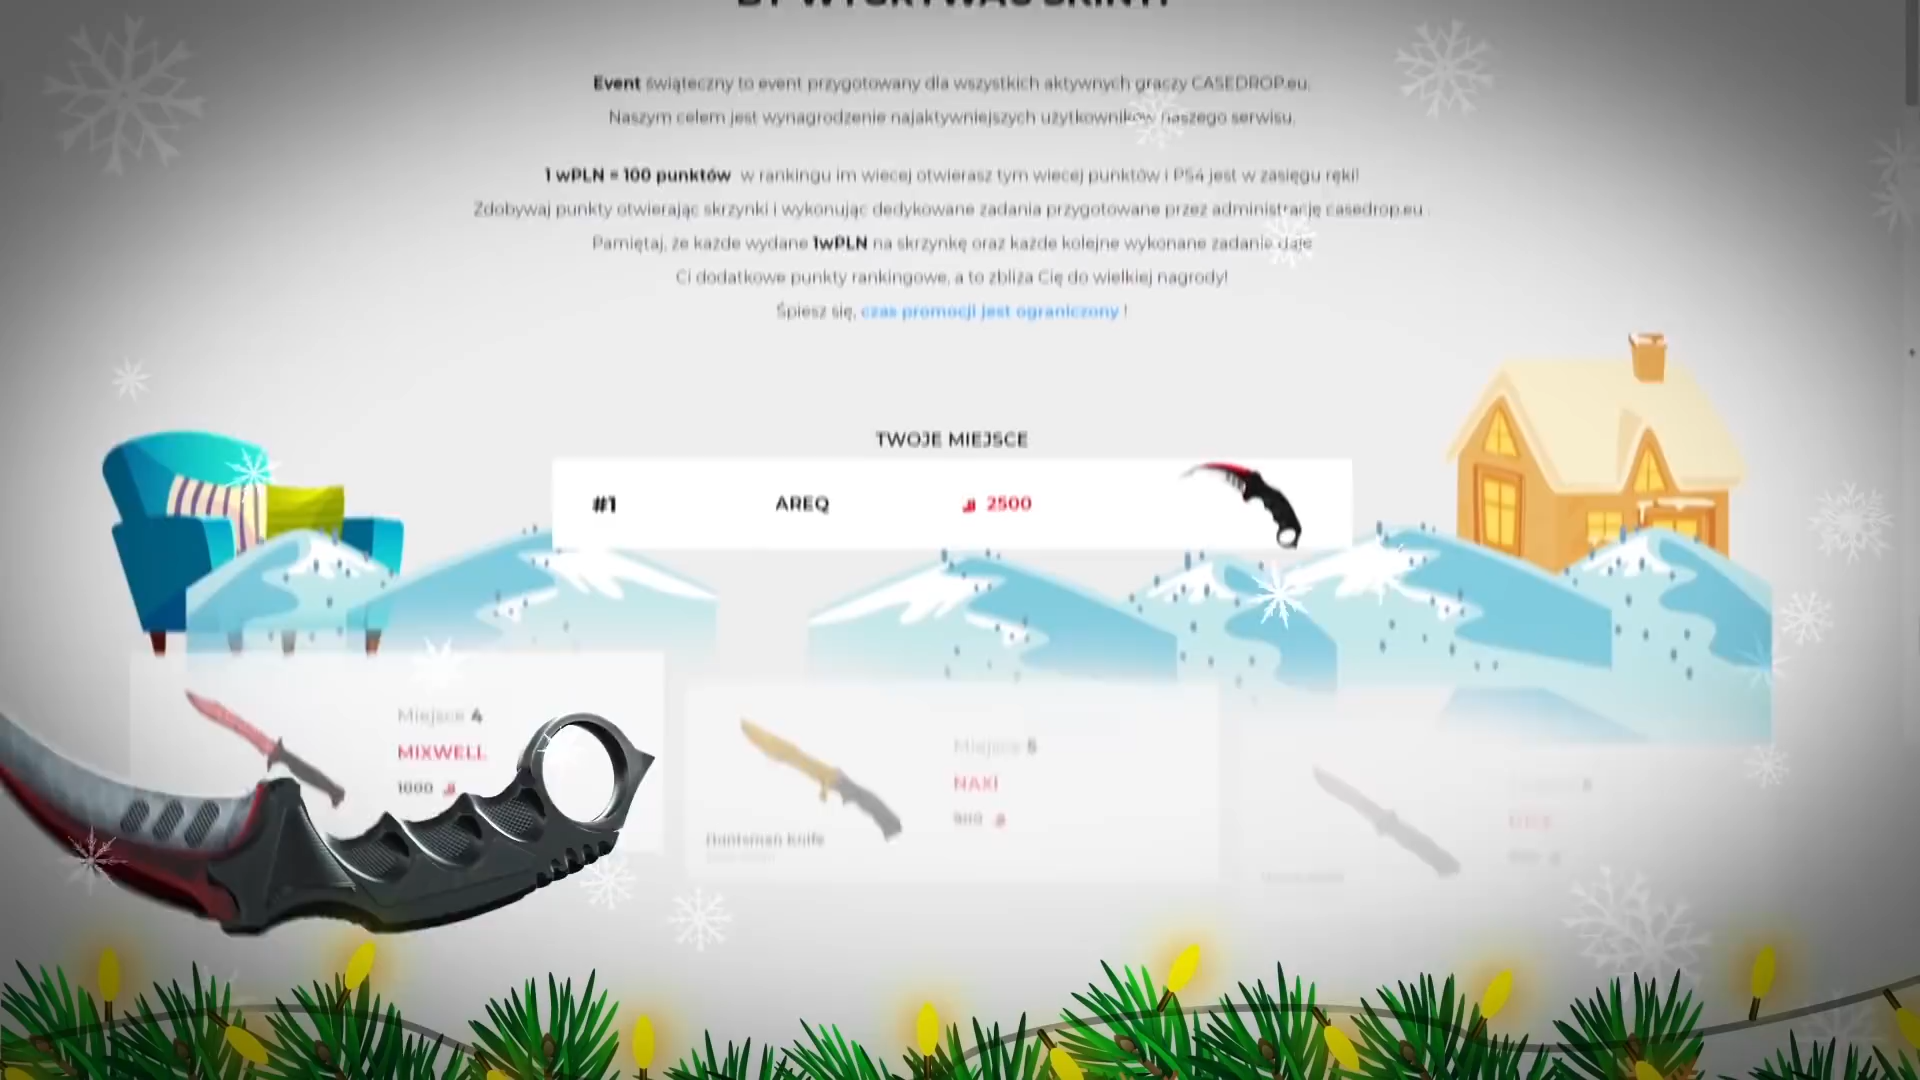 Event świąteczny to event przygotowany dla wszystkich aktywnych graczy CASEDROP.eu.
Naszym celem jest wynagrodzenie najaktywniejszych użytkowników naszego serwisu.
1 wPLN = 100 punktów w rankingu im wiecej otwierasz tym wiecej punktów i PS4 jest w zasięgu ręki!
Zdobywaj punkty otwierając skrzynki i wykonując dedykowane zadania przygotowane przez administrację casedrop.eu .
Pamiętaj, że każde wydane 1wPLN na skrzynkę oraz każde kolejne wykonane zadanie daje
Ci dodatkowe punkty rankingowe, a to zbliża Cię do wielkiej nagrody!
Śpiesz się, czas promocji jest ograniczony !
TWOJE MIEJSCE
#1 AREQ 2500
Miejsce 4
MIXWELL
1000
Miejsce 5
NAXI
900
Huntsman Knife